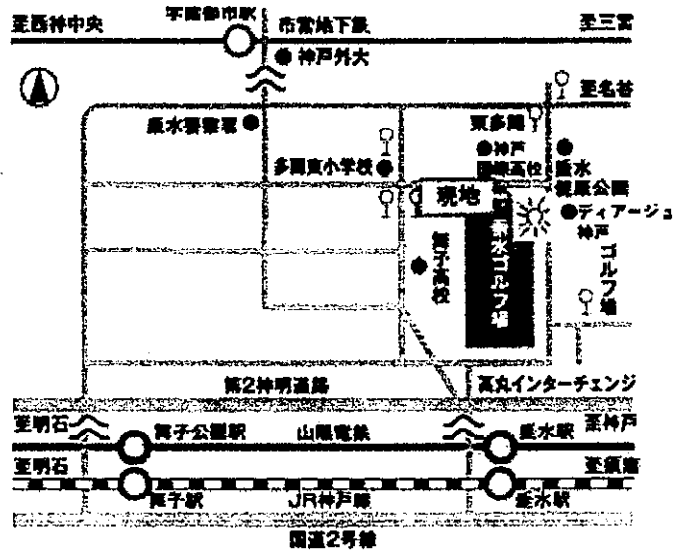 学園都市駅
至西神中央
市営地下鉄
至三宮
神戸外大
至名谷
垂水警察署
東多聞
多聞東小学校
神戸
国際高校
垂水
健康公園
現地
ディアージュ
神戸
舞子高校
垂水ゴルフ場
ゴルフ場
第2神明道路
高丸インターチェンジ
至明石
舞子公園駅
山陽電鉄
垂水駅
至神戸
至明石
至須磨
舞子駅
JR神戸線
垂水駅
国道2号線